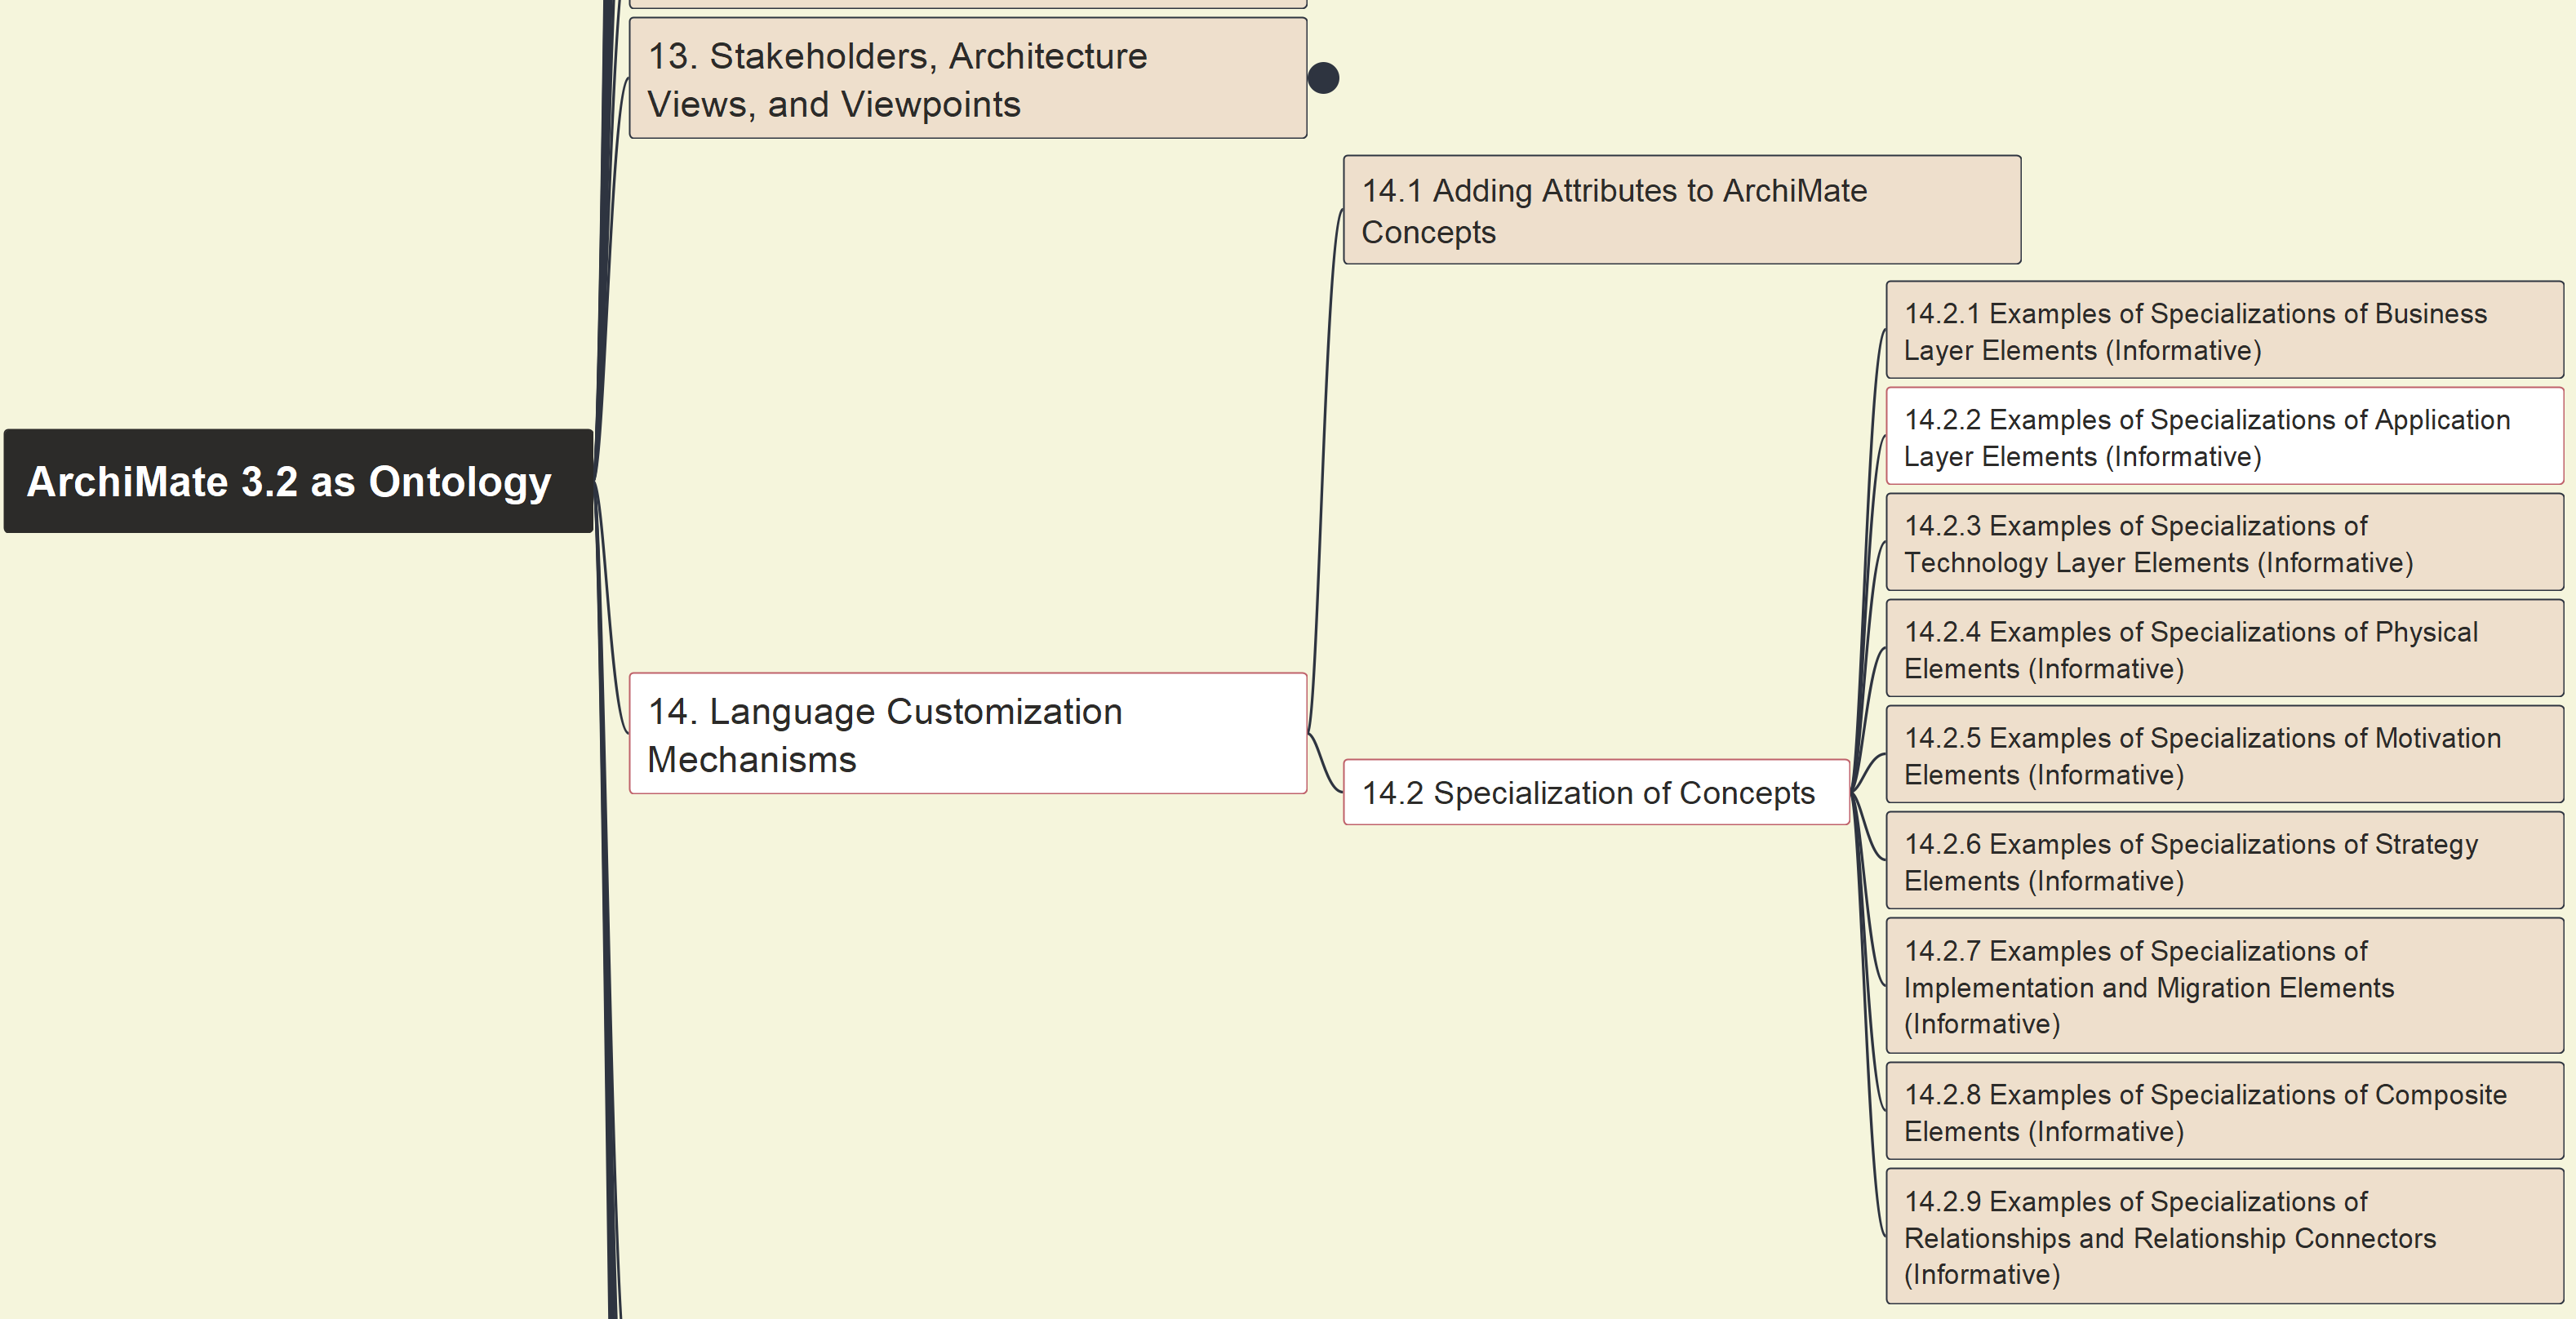 13. Stakeholders, Architecture
Views, and Viewpoints
14.1 Adding Attributes to ArchiMate
Concepts
14.2.1 Examples of Specializations of Business
Layer Elements (Informative)
14.2.2 Examples of Specializations of Application
Layer Elements (Informative)
ArchiMate 3.2 as Ontology
14.2.3 Examples of Specializations of
Technology Layer Elements (Informative)
14.2.4 Examples of Specializations of Physical
Elements (Informative)
14. Language Customization
Mechanisms
14.2.5 Examples of Specializations of Motivation
Elements (Informative)
14.2 Specialization of Concepts
14.2.6 Examples of Specializations of Strategy
Elements (Informative)
14.2.7 Examples of Specializations of
Implementation and Migration Elements
(Informative)
14.2.8 Examples of Specializations of Composite
Elements (Informative)
14.2.9 Examples of Specializations of
Relationships and Relationship Connectors
(Informative)